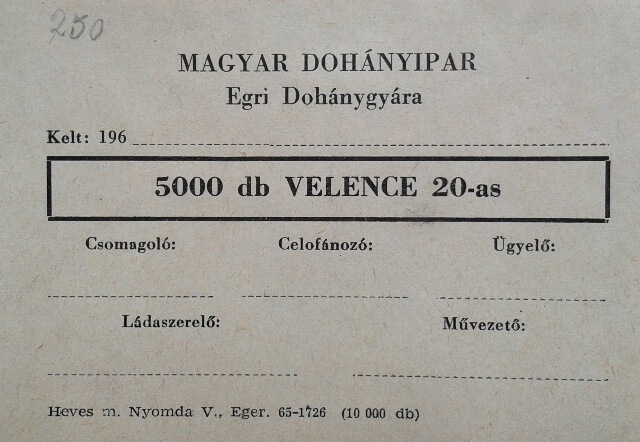 250
MAGYAR DOHÁNYIPAR
Egri Dohánygyára
Kelt: 196
5000 db VELENCE 20-as
Csomagoló: Celofánozó: Ügyelő:
Ládaszerelő: Művezető:
Heves m. Nyomda V., Eger. 65-1726 (10 000 db)